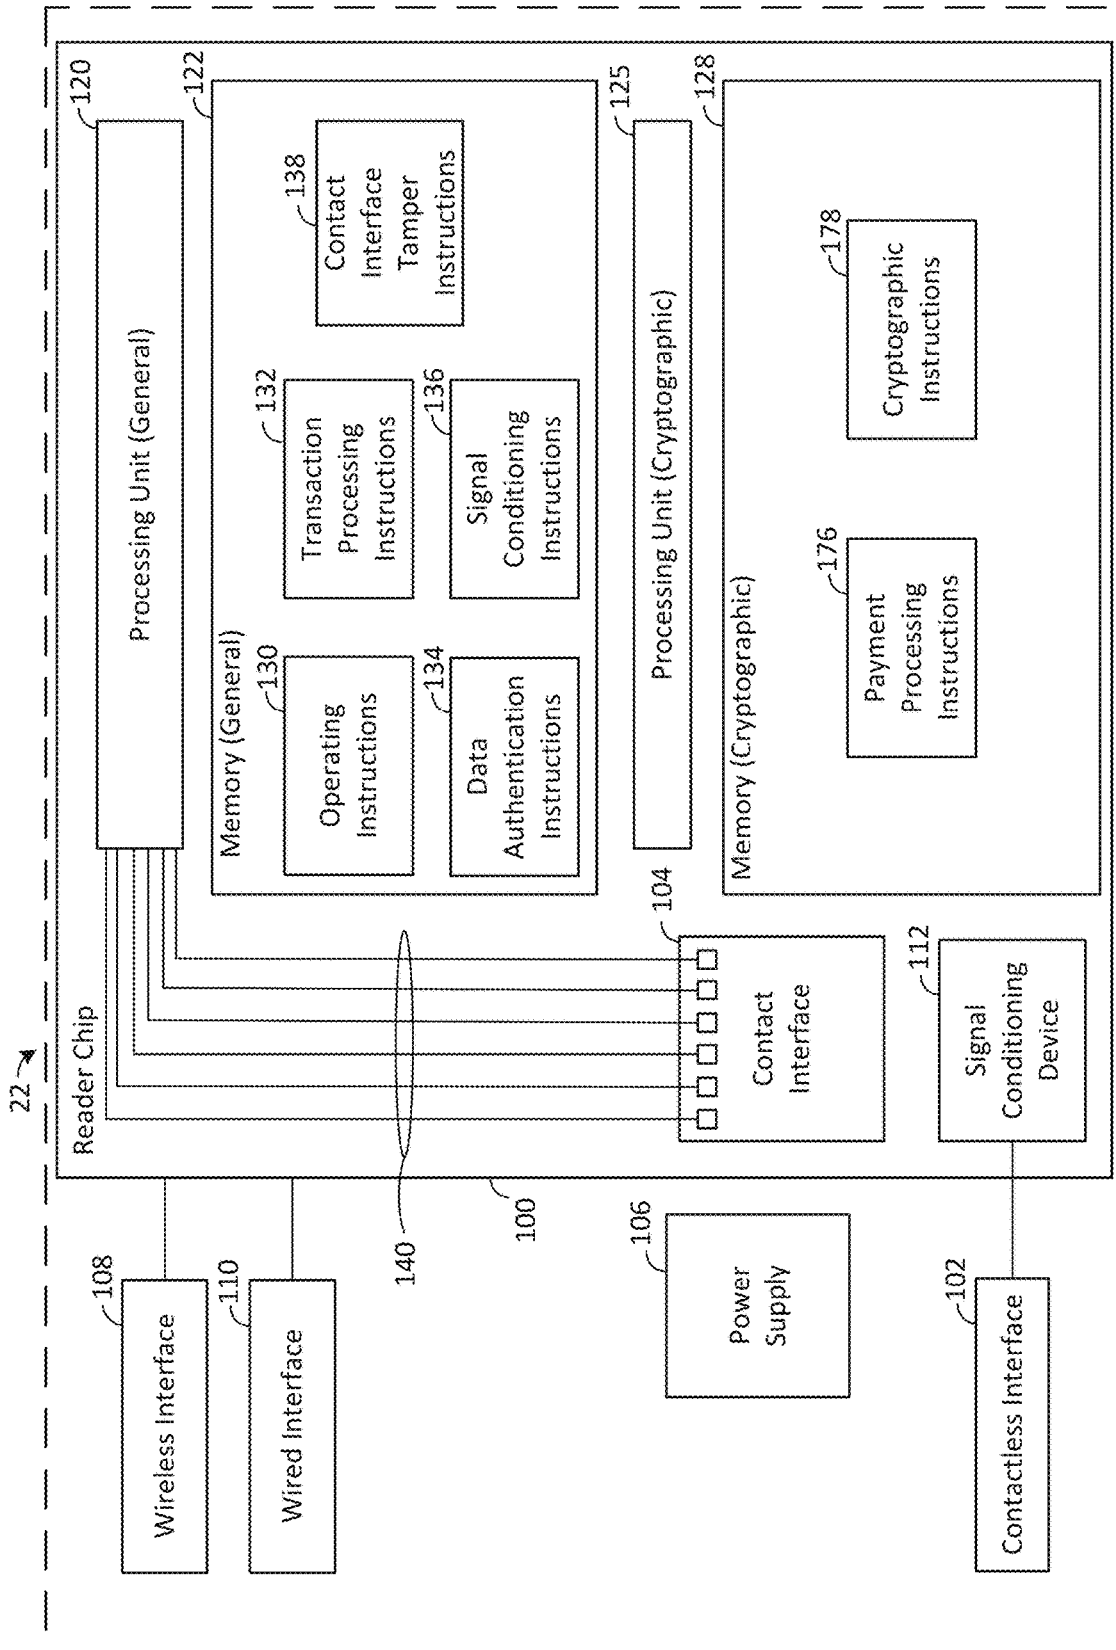 22
Wireless Interface
108
Wired Interface
110
140
100
Power
Supply
106
Contactless Interface
102
Reader Chip
Processing Unit (General)
120
Memory (General)
122
Operating
Instructions
130
Transaction
Processing
Instructions
132
Data
Authentication
Instructions
134
Signal
Conditioning
Instructions
136
Contact
Interface
Tamper
Instructions
138
Contact
Interface
104
Processing Unit (Cryptographic)
125
Signal
Conditioning
Device
112
Memory (Cryptographic)
128
Payment
Processing
Instructions
176
Cryptographic
Instructions
178